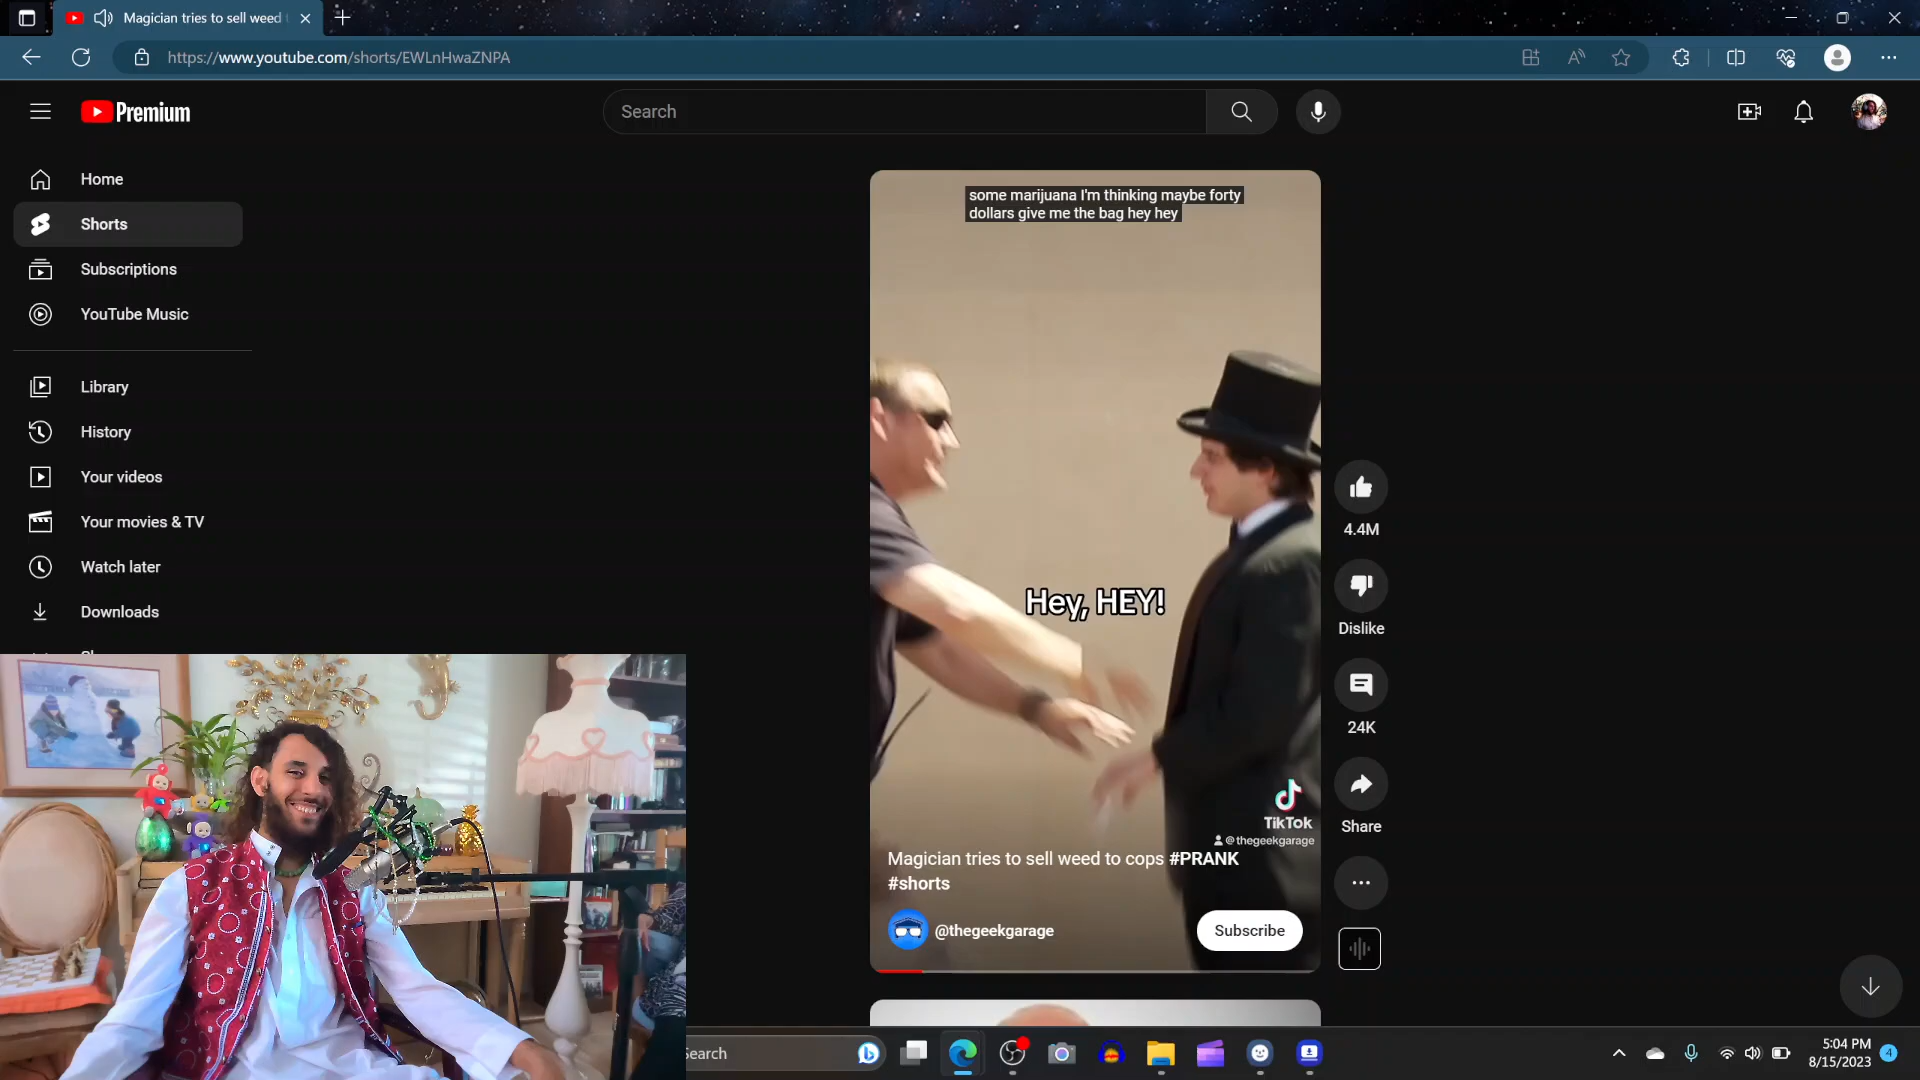 Magician tries to sell weed
https://www.youtube.com/shorts/EWLnHwaZNPA
Premium
Search
Home
Shorts
Subscriptions
YouTube Music
Library
History
Your videos
Your movies & TV
Watch later
Downloads
some marijuana I'm thinking maybe forty
dollars give me the bag hey hey
Hey, HEY!
TikTok
@thegeekgarage
Magician tries to sell weed to cops #PRANK
#shorts
@thegeekgarage
Subscribe
4.4M
Dislike
24K
Share
Search
5:04 PM
8/15/2023
4